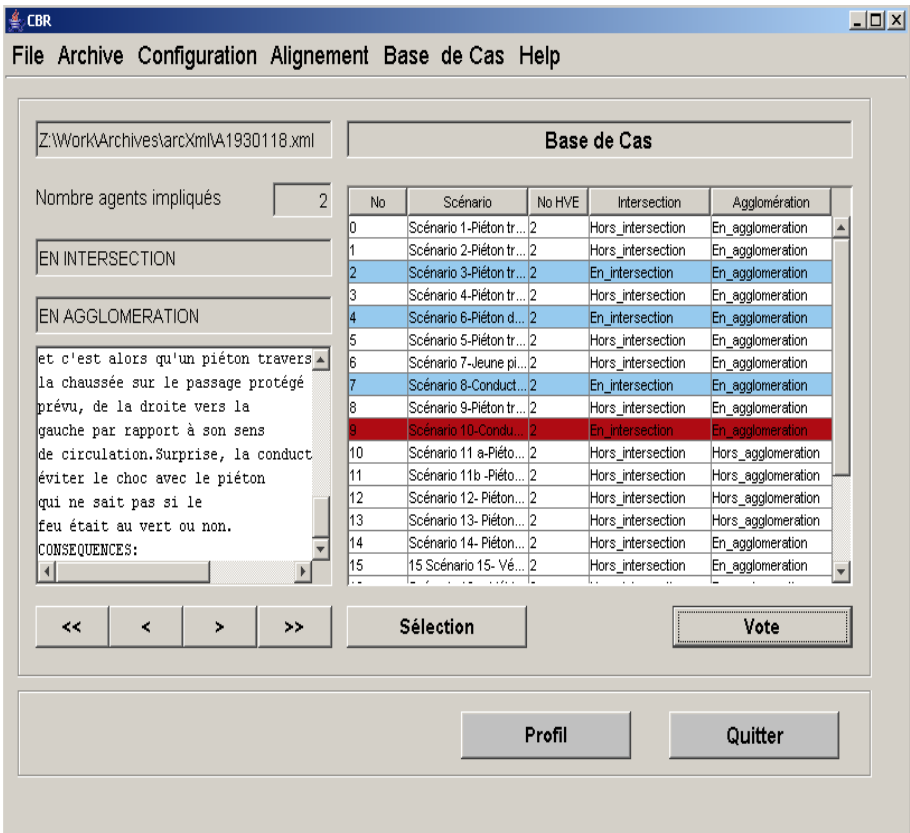 CBR
File Archive Configuration Alignement Base de Cas Help
Z:\Work\Archives\arcXml\A1930118.xml
Nombre agents impliqués 2
EN INTERSECTION
EN AGGLOMERATION
et c'est alors qu'un piéton travers
la chaussée sur le passage protégé
prévu, de la droite vers la
gauche par rapport à son sens
de circulation.Surprise, la conduct
éviter le choc avec le piéton
qui ne sait pas si le
feu était au vert ou non.
CONSEQUENCES:
<< < > >>
Base de Cas
No Scénario No HVE Intersection Agglomération
0 Scénario 1-Piéton tr... 2 Hors_intersection En_agglomeration
1 Scénario 2-Piéton tr... 2 Hors_intersection En_agglomeration
2 Scénario 3-Piéton tr... 2 En_intersection En_agglomeration
3 Scénario 4-Piéton tr... 2 Hors_intersection En_agglomeration
4 Scénario 6-Piéton d... 2 En_intersection En_agglomeration
5 Scénario 5-Piéton tr... 2 Hors_intersection En_agglomeration
6 Scénario 7-Jeune pi... 2 Hors_intersection En_agglomeration
7 Scénario 8-Conduct... 2 En_intersection En_agglomeration
8 Scénario 9-Piéton tr... 2 Hors_intersection En_agglomeration
9 Scénario 10-Condu... 2 En_intersection En_agglomeration
10 Scénario 11 a-Piéto... 2 Hors_intersection Hors_agglomeration
11 Scénario 11b -Piéto... 2 Hors_intersection Hors_agglomeration
12 Scénario 12- Piéton... 2 Hors_intersection Hors_agglomeration
13 Scénario 13- Piéton... 2 Hors_intersection Hors_agglomeration
14 Scénario 14- Piéton... 2 Hors_intersection En_agglomeration
15 15 Scénario 15- Vé... 2 Hors_intersection En_agglomeration
Sélection Vote
Profil Quitter